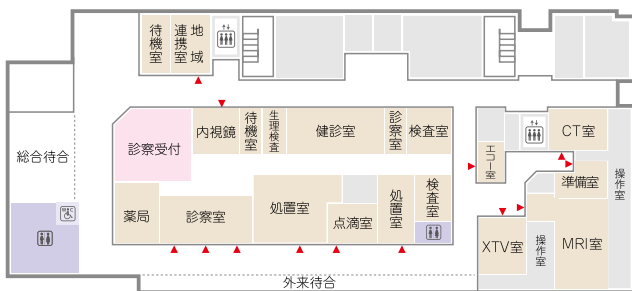 待機室
地域連携室
内視鏡
待機室
生理検査
健診室
診察室
検査室
CT室
エコー室
診察受付
総合待合
準備室
操作室
薬局
診察室
処置室
点滴室
処置室
検査室
XTV室
操作室
MRI室
外来待合